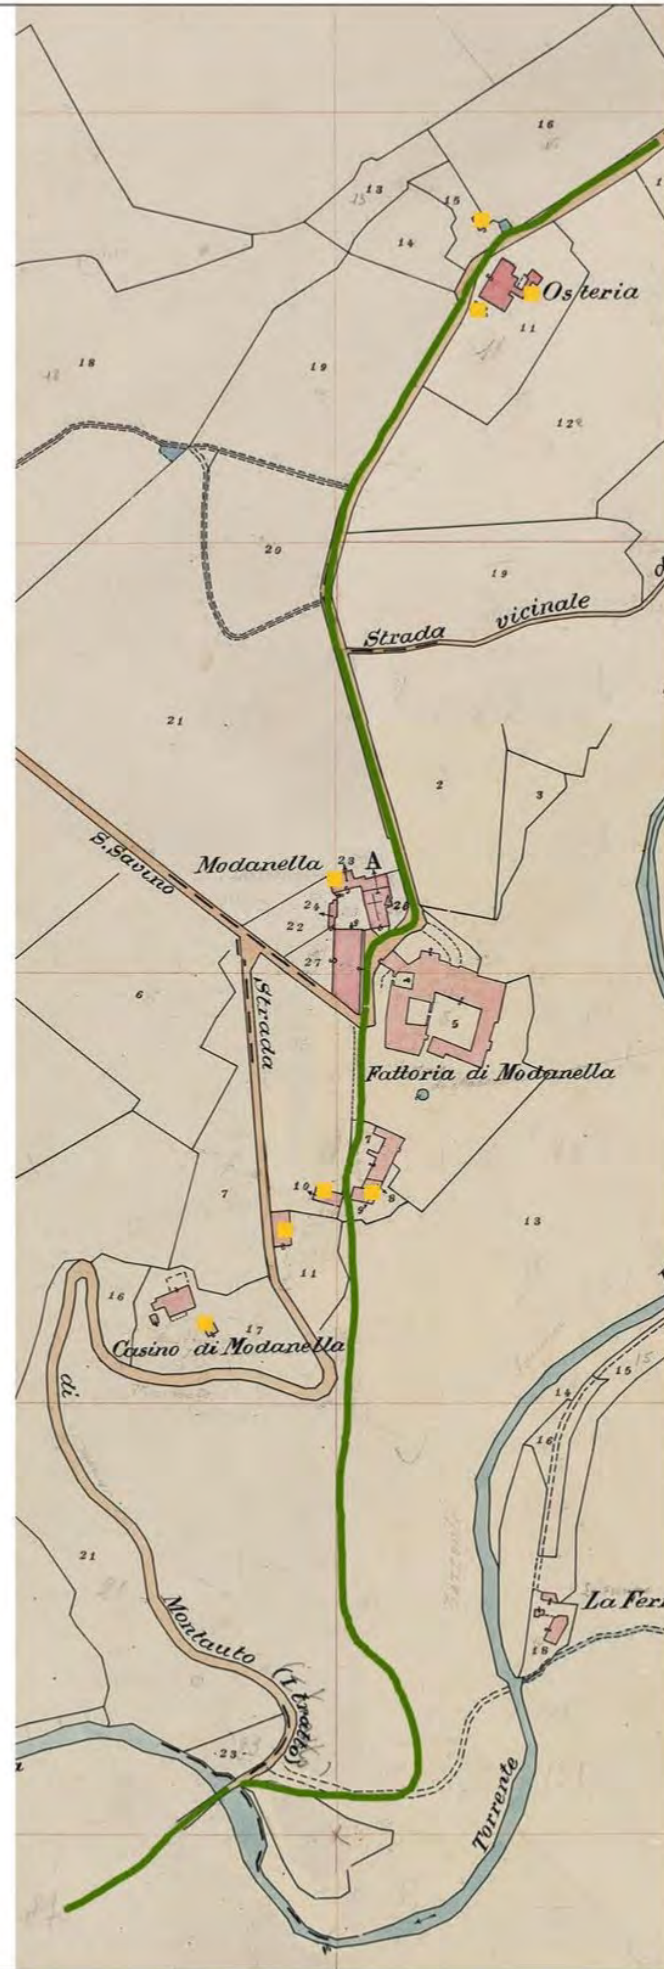 16
13
15
14
Osteria
11
18
19
12
20
19
Strada vicinale
21
2
3
Modanella
23
A
S. Savino
24
26
22
27
4
6
5
Strada
Fattoria di Modanella
7
10
8
9
7
13
11
16
17
Casino di Modanella
15
14
di
16
21
La Fer
Montauto
(I tratto)
18
23
Torrente